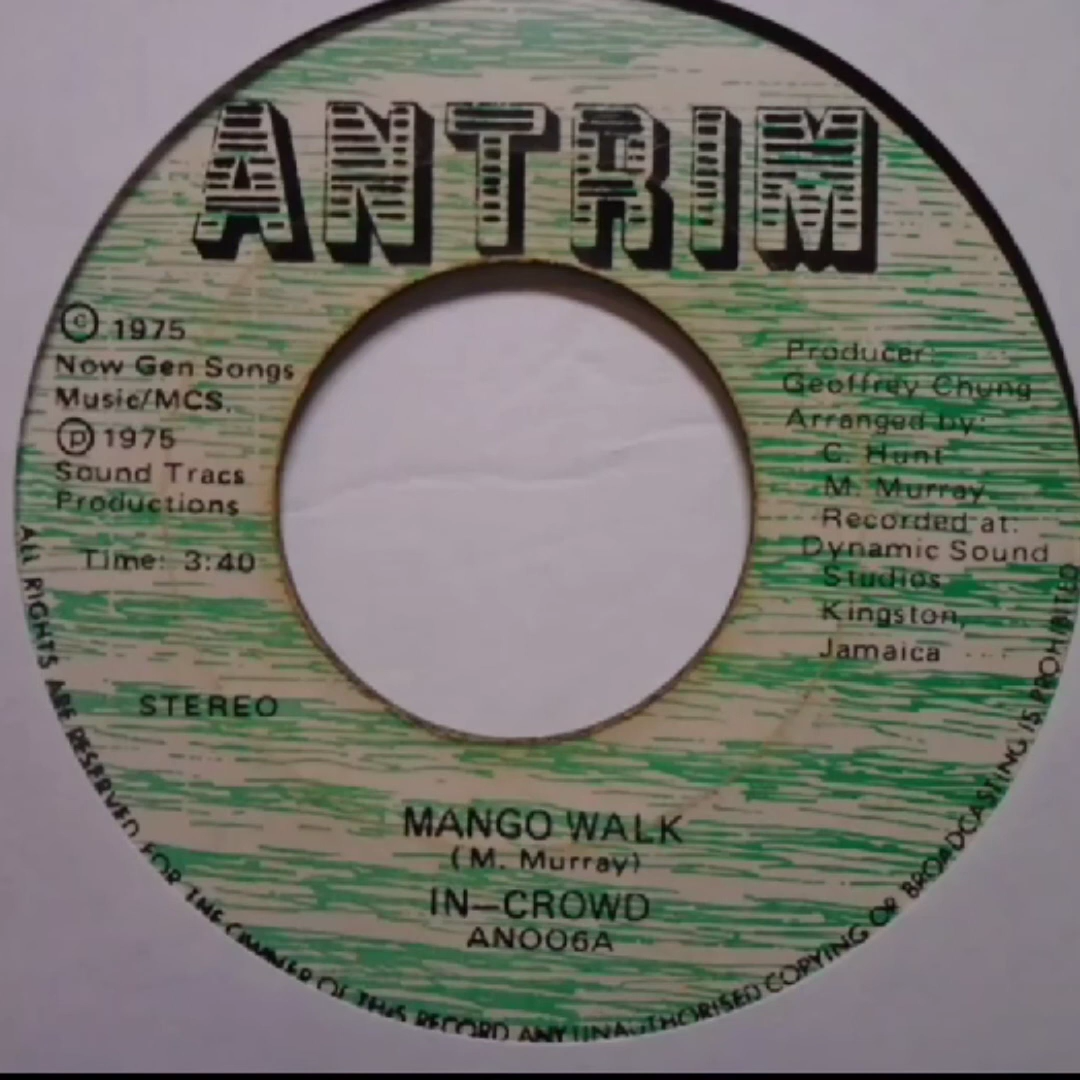 ANTRIM
© 1975
Now Gen Songs
Music/MCS.
℗ 1975
Sound Tracs
Productions
Time: 3:40
STEREO
Producer:
Geoffrey Chung
Arranged by:
C. Hunt
M. Murray
Recorded at:
Dynamic Sound
Studios
Kingston,
Jamaica
MANGO WALK
(M. Murray)
IN–CROWD
AN006A
ALL RIGHTS ARE RESERVED FOR THE OWNER OF THIS RECORD ANY UNAUTHORISED COPYING OR BROADCASTING IS PROHIBITED